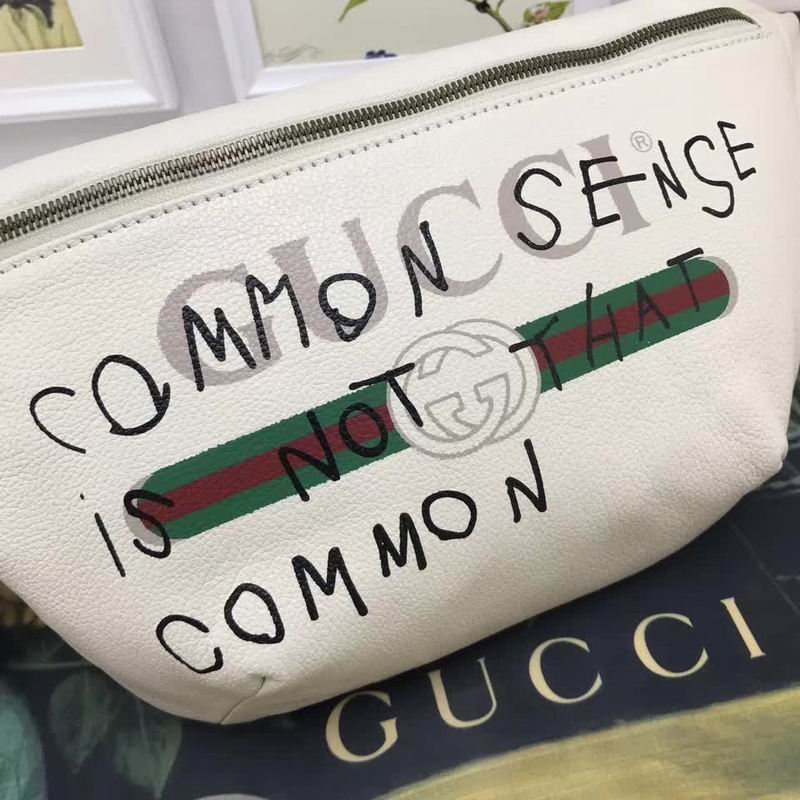 GUCCI®
COMMON SENSE
IS NOT THAT
COMMON
GUCCI